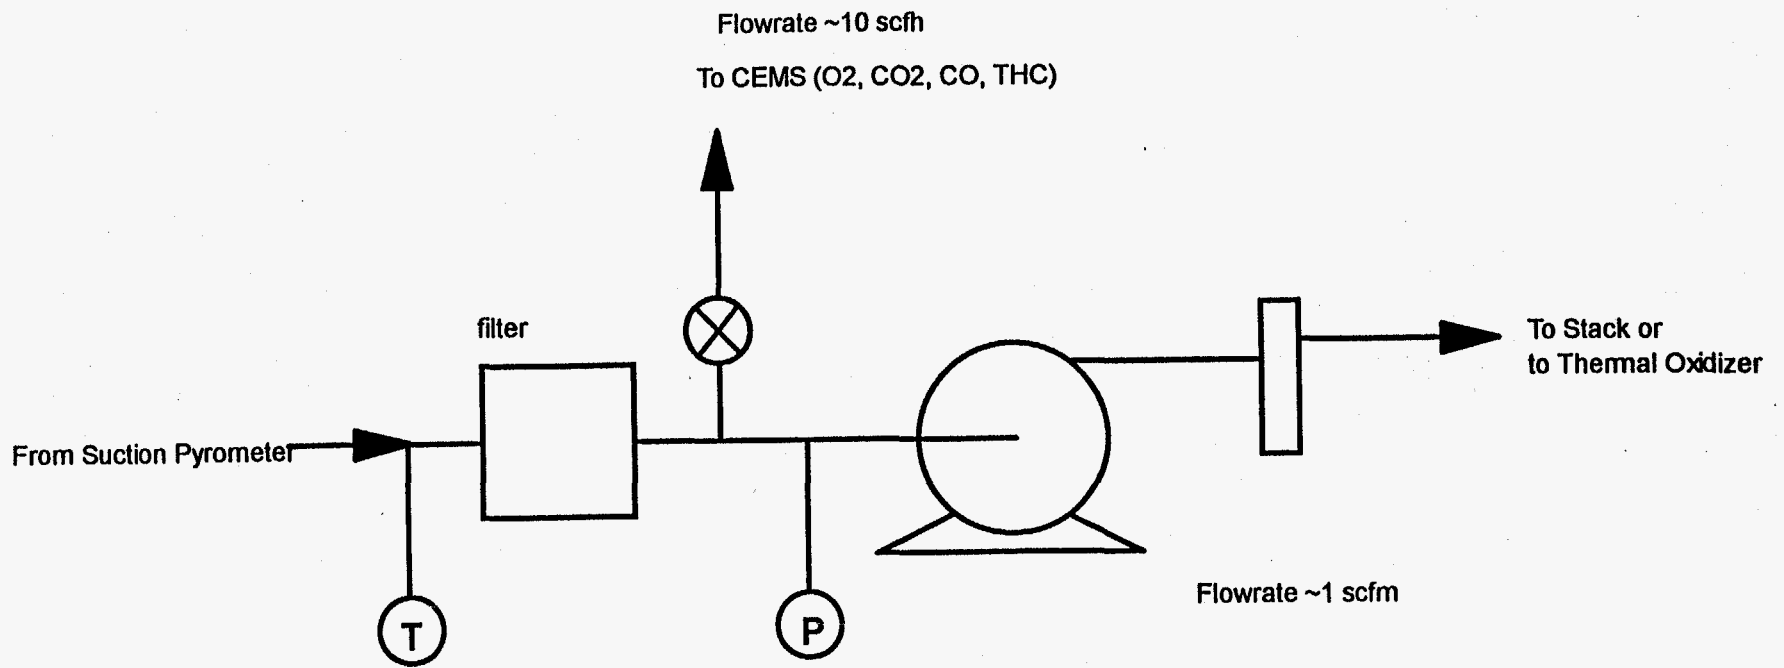 Flowrate ~10 scfh
To CEMS (O2, CO2, CO, THC)
filter
To Stack or
to Thermal Oxidizer
From Suction Pyrometer
Flowrate ~1 scfm
T
P